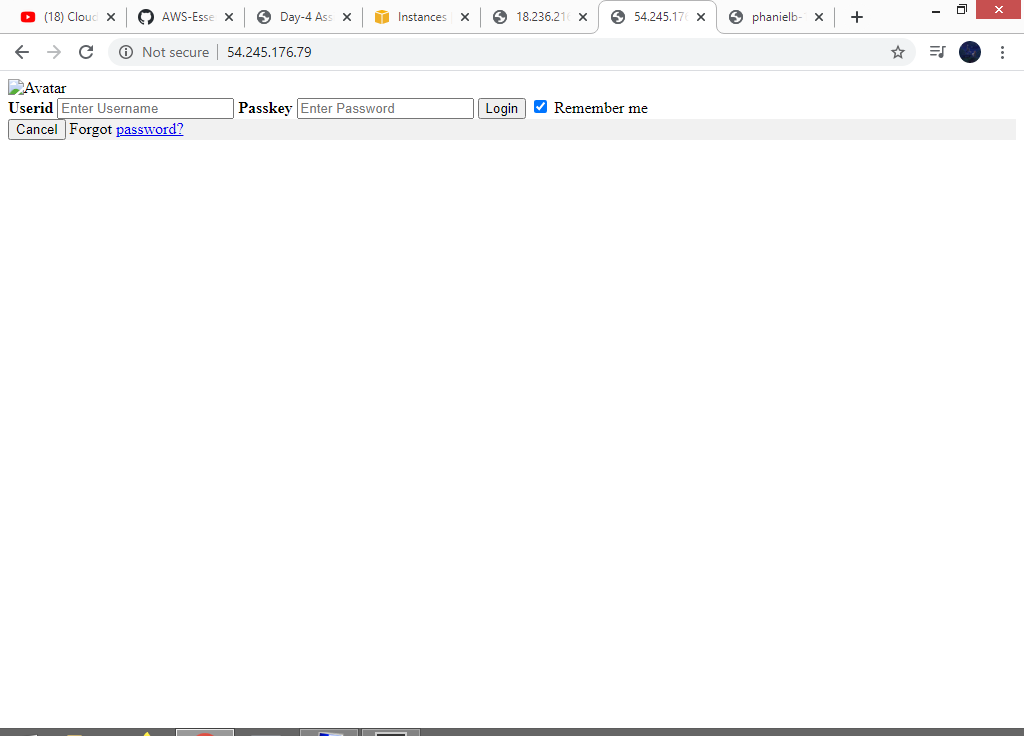 (18) Cloud
AWS-Esse
Day-4 Ass
Instances
18.236.21
54.245.17
phanielb-
Not secure
54.245.176.79
Avatar
Userid Enter Username Passkey Enter Password Login Remember me
Cancel Forgot password?